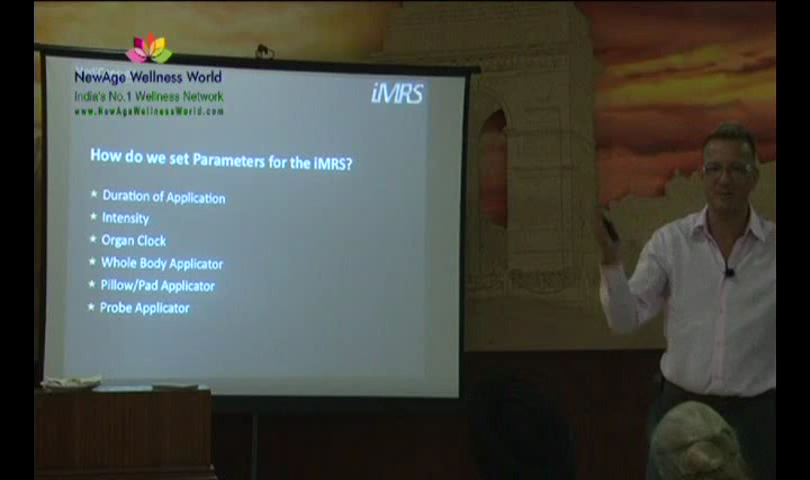 NewAge Wellness World
India's No.1 Wellness Network
www.NewAgeWellnessWorld.com
iMRS
How do we set Parameters for the iMRS?
* Duration of Application
* Intensity
* Organ Clock
* Whole Body Applicator
* Pillow/Pad Applicator
* Probe Applicator